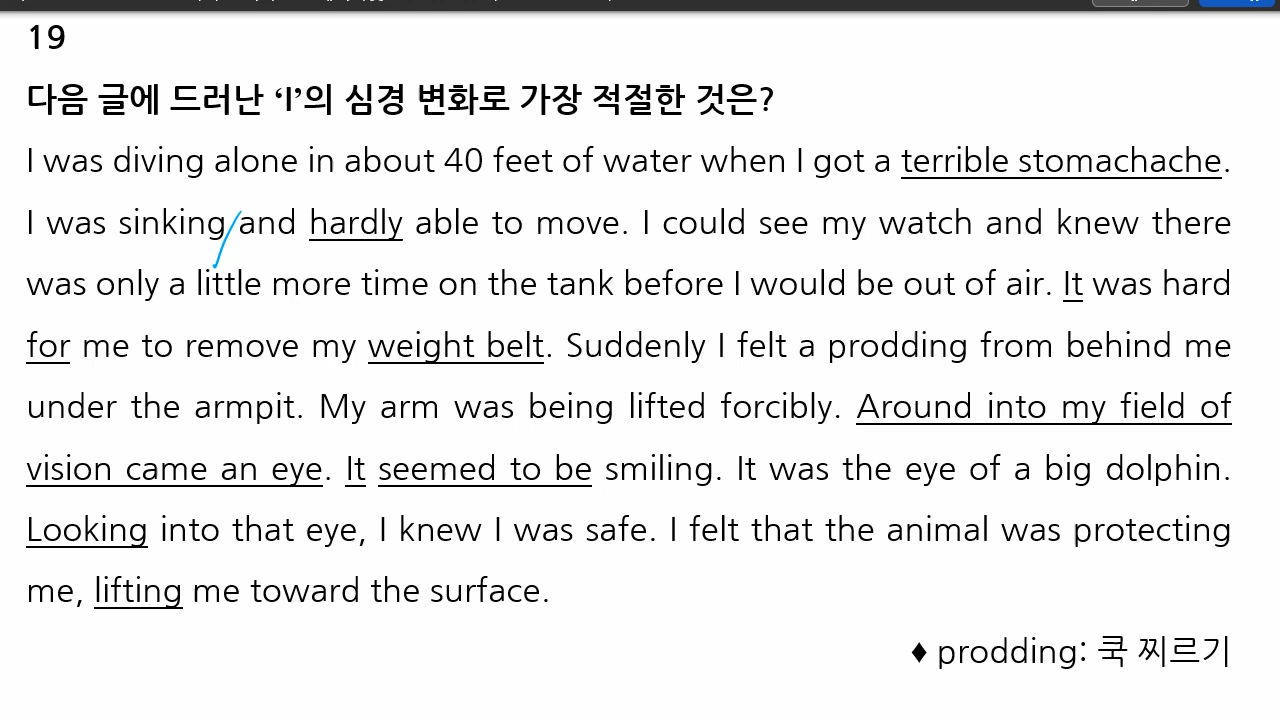 19
다음 글에 드러난 ‘I’의 심경 변화로 가장 적절한 것은?
I was diving alone in about 40 feet of water when I got a terrible stomachache.
I was sinking and hardly able to move. I could see my watch and knew there
was only a little more time on the tank before I would be out of air. It was hard
for me to remove my weight belt. Suddenly I felt a prodding from behind me
under the armpit. My arm was being lifted forcibly. Around into my field of
vision came an eye. It seemed to be smiling. It was the eye of a big dolphin.
Looking into that eye, I knew I was safe. I felt that the animal was protecting
me, lifting me toward the surface.
♦ prodding: 쿡 찌르기